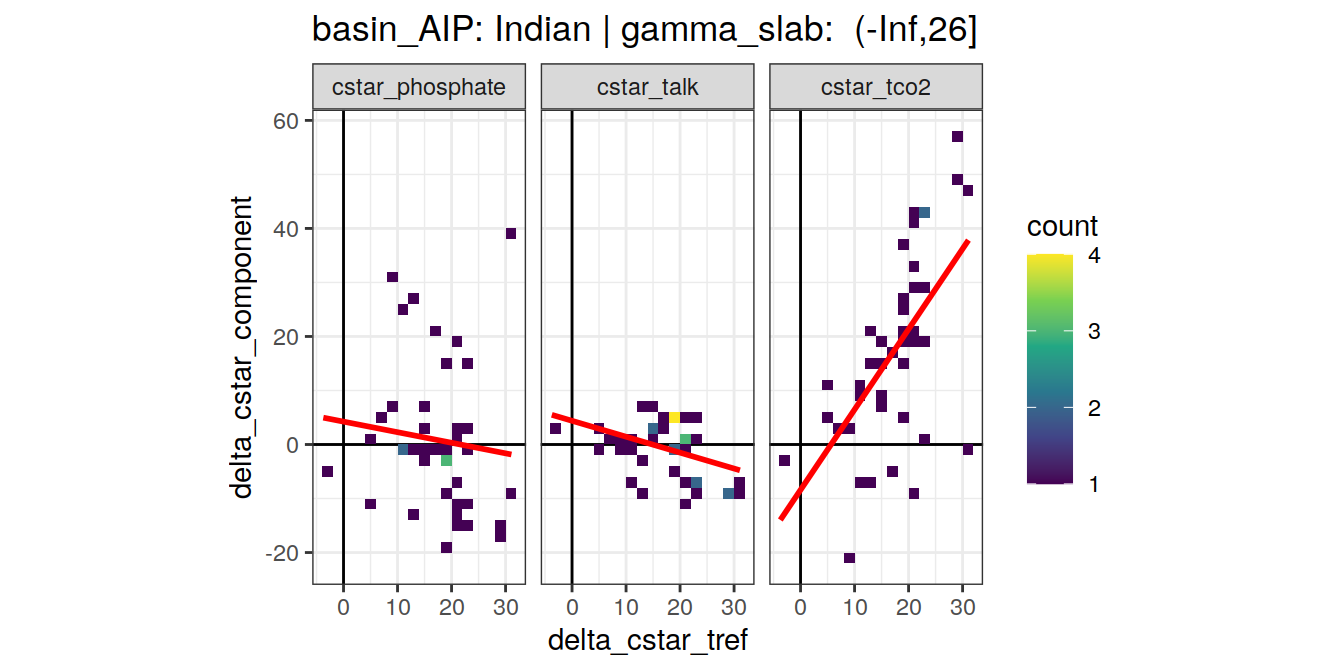 basin_AIP: Indian | gamma_slab:  (-Inf,26]
cstar_phosphate
cstar_talk
cstar_tco2
60
40
20
0
-20
delta_cstar_component
0 10 20 30
0 10 20 30
0 10 20 30
delta_cstar_tref
count
4
3
2
1